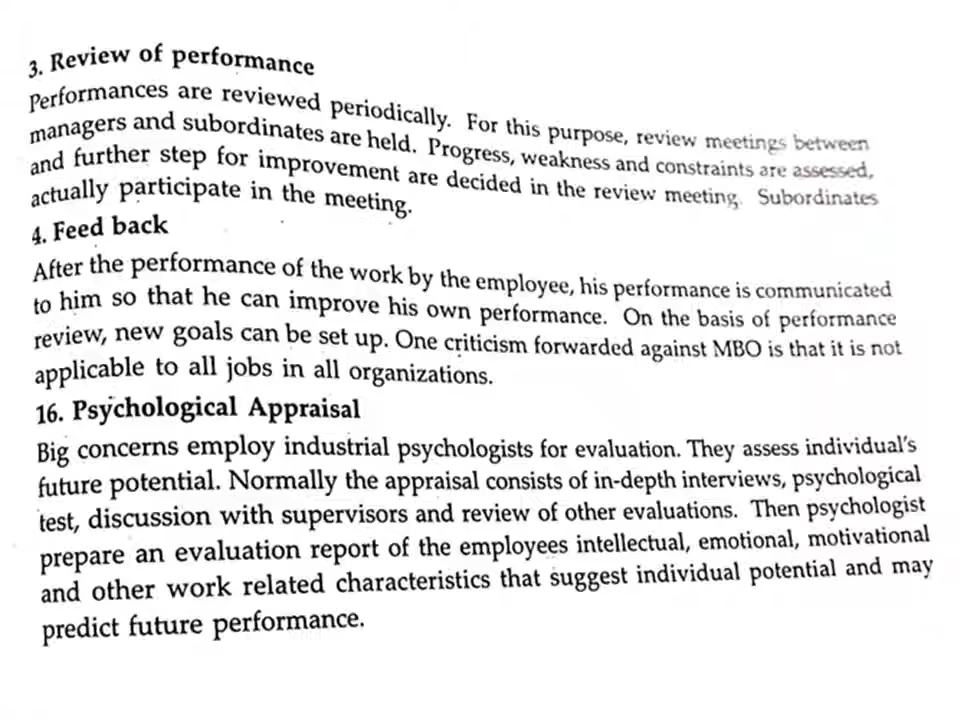 3. Review of performance
Performances are reviewed periodically. For this purpose, review meetings between
managers and subordinates are held. Progress, weakness and constraints are assessed,
and further step for improvement are decided in the review meeting. Subordinates
actually participate in the meeting.
4. Feed back
After the performance of the work by the employee, his performance is communicated
to him so that he can improve his own performance. On the basis of performance
review, new goals can be set up. One criticism forwarded against MBO is that it is not
applicable to all jobs in all organizations.
16. Psychological Appraisal
Big concerns employ industrial psychologists for evaluation. They assess individual's
future potential. Normally the appraisal consists of in-depth interviews, psychological
test, discussion with supervisors and review of other evaluations. Then psychologist
prepare an evaluation report of the employees intellectual, emotional, motivational
and other work related characteristics that suggest individual potential and may
predict future performance.